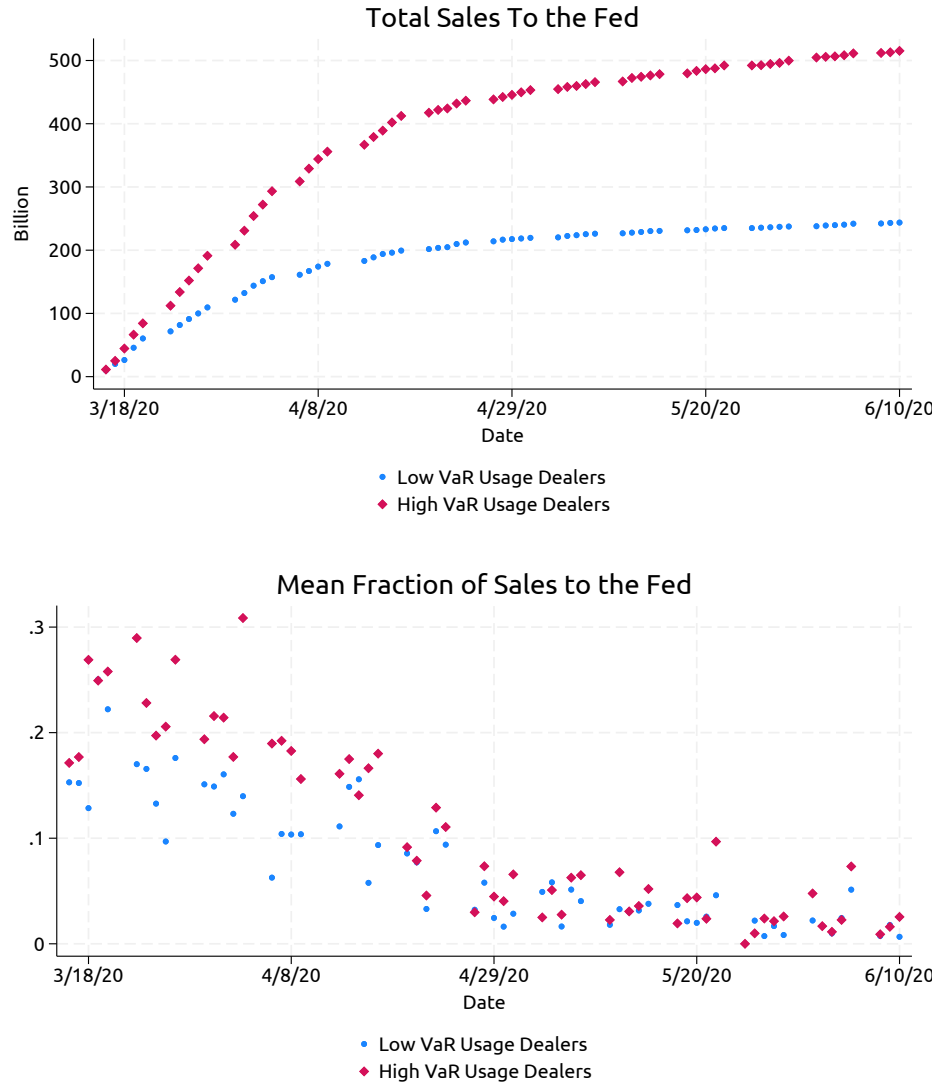 Total Sales To the Fed
500
400
300
200
100
0
Billion
3/18/20 4/8/20 4/29/20 5/20/20 6/10/20
Date
Low VaR Usage Dealers
High VaR Usage Dealers
Mean Fraction of Sales to the Fed
.3
.2
.1
0
3/18/20 4/8/20 4/29/20 5/20/20 6/10/20
Date
Low VaR Usage Dealers
High VaR Usage Dealers